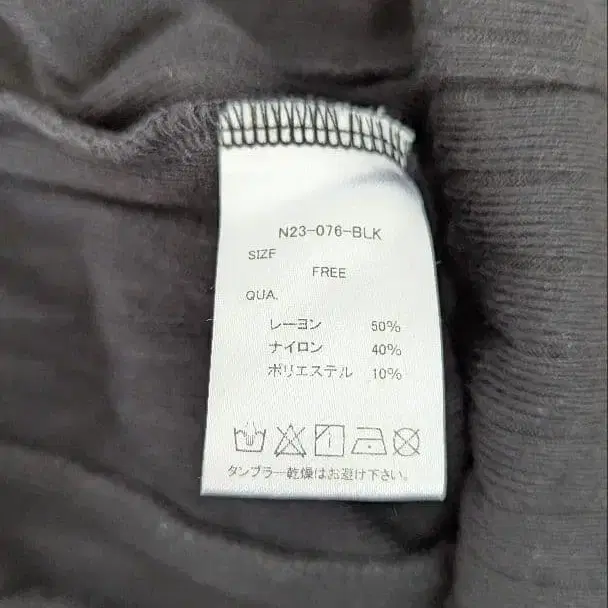 N23-076-BLK
SIZE
FREE
QUA.
レーヨン 50%
ナイロン 40%
ポリエステル 10%
タンブラー乾燥はお避け下さい。